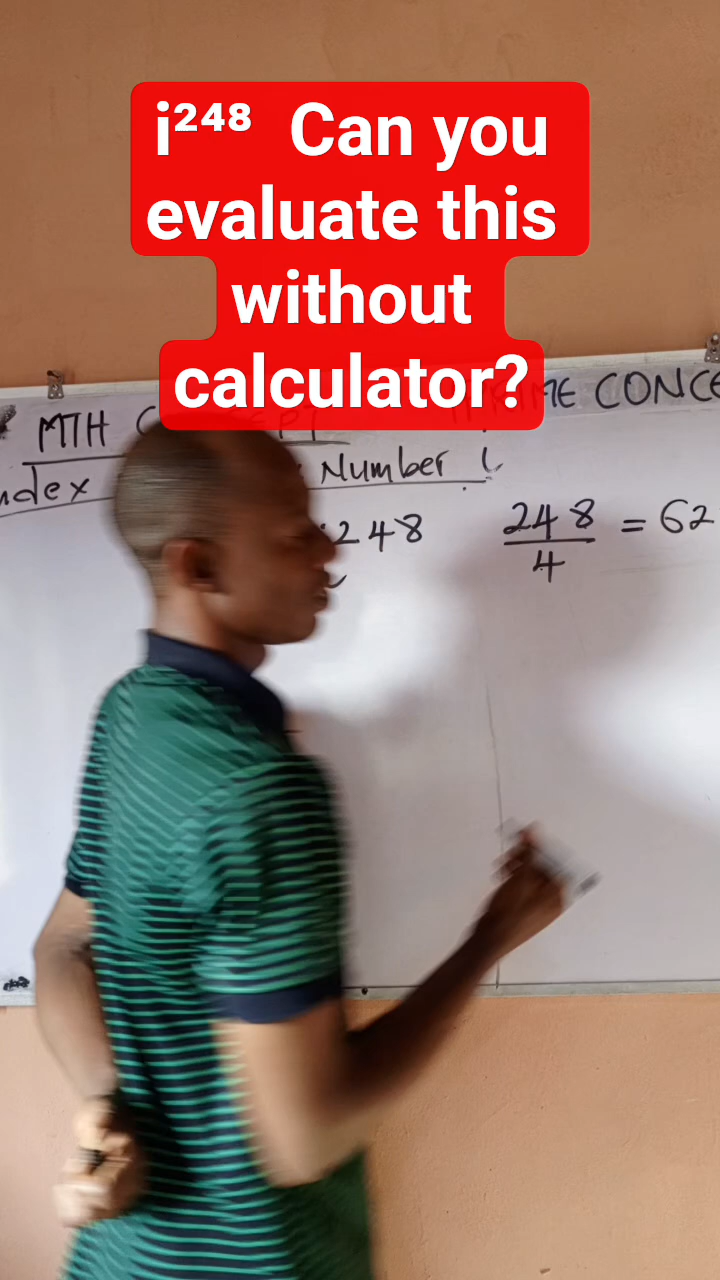 i²⁴⁸ Can you
evaluate this
without
calculator?
MTH
Number i
248
248/4 = 62